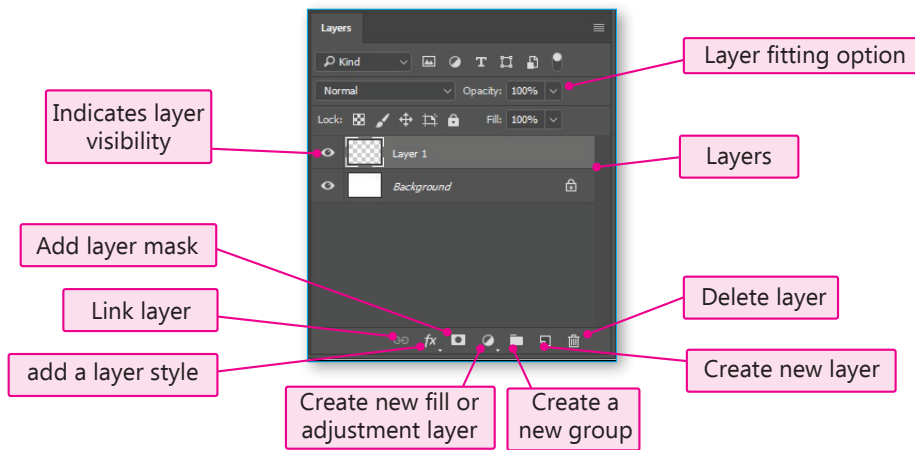 Layers
Kind
T
Normal
Opacity: 100%
Lock:
Fill: 100%
Layer 1
Background
fx
Layer fitting option
Indicates layer
visibility
Layers
Add layer mask
Link layer
add a layer style
Create new fill or
adjustment layer
Create a
new group
Delete layer
Create new layer